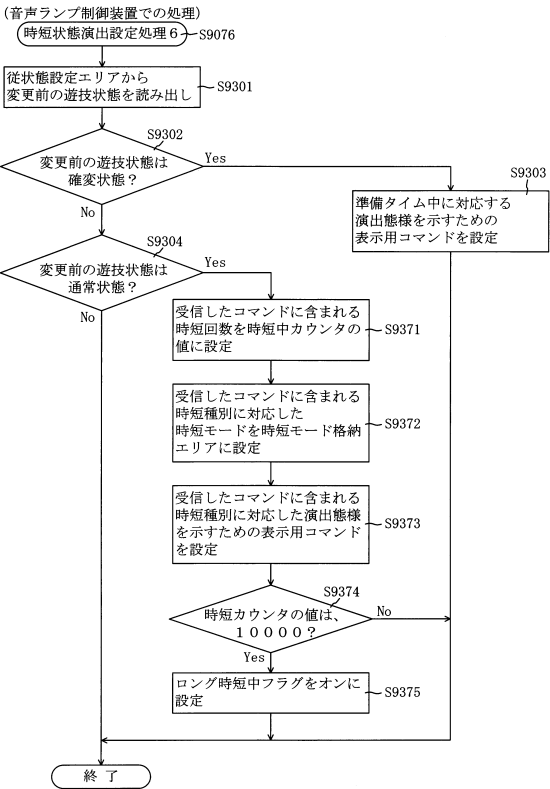 (音声ランプ制御装置での処理)
時短状態演出設定処理6
S9076
従状態設定エリアから
変更前の遊技状態を読み出し
S9301
S9302
変更前の遊技状態は
確変状態?
Yes
No
S9303
準備タイム中に対応する
演出態様を示すための
表示用コマンドを設定
S9304
変更前の遊技状態は
通常状態?
Yes
No
受信したコマンドに含まれる
時短回数を時短中カウンタの
値に設定
S9371
受信したコマンドに含まれる
時短種別に対応した
時短モードを時短モード格納
エリアに設定
S9372
受信したコマンドに含まれる
時短種別に対応した演出態様
を示すための表示用コマンド
を設定
S9373
S9374
時短カウンタの値は、
10000?
No
Yes
ロング時短中フラグをオンに
設定
S9375
終了